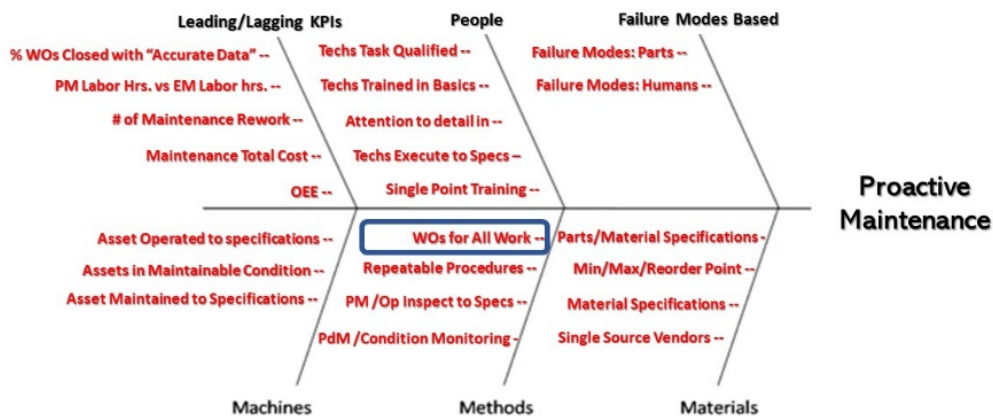 Leading/Lagging KPIs
% WOs Closed with “Accurate Data” --
PM Labor Hrs. vs EM Labor hrs. --
# of Maintenance Rework --
Maintenance Total Cost --
OEE --
People
Techs Task Qualified --
Techs Trained in Basics --
Attention to detail in --
Techs Execute to Specs –
Single Point Training --
Failure Modes Based
Failure Modes: Parts --
Failure Modes: Humans --
Proactive
Maintenance
Asset Operated to specifications --
Assets in Maintainable Condition --
Asset Maintained to Specifications --
Machines
WOs for All Work --
Repeatable Procedures --
PM /Op Inspect to Specs --
PdM /Condition Monitoring -
Methods
Parts/Material Specifications -
Min/Max/Reorder Point --
Material Specifications --
Single Source Vendors --
Materials